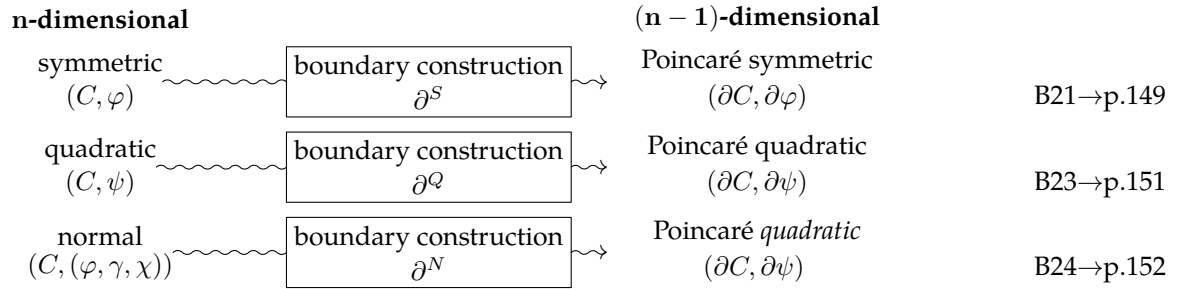 n-dimensional (n − 1)-dimensional
symmetric boundary construction Poincaré symmetric
(C, φ) ∂^S (∂C, ∂φ) B21→p.149
quadratic boundary construction Poincaré quadratic
(C, ψ) ∂^Q (∂C, ∂ψ) B23→p.151
normal boundary construction Poincaré quadratic
(C, (φ, γ, χ)) ∂^N (∂C, ∂ψ) B24→p.152